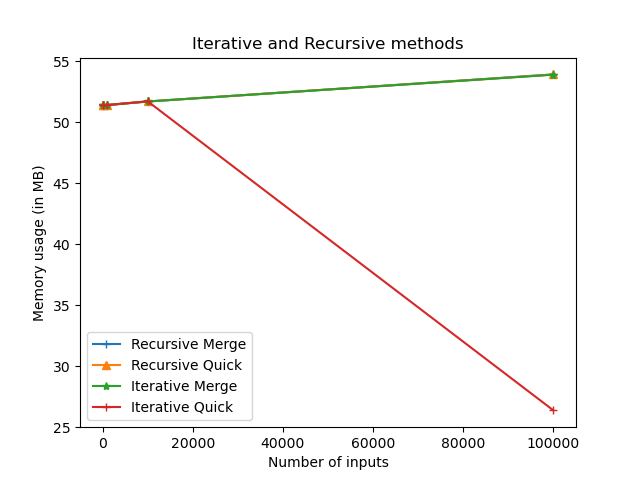 Iterative and Recursive methods
55
50
45
40
35
30
25
Memory usage (in MB)
Recursive Merge
Recursive Quick
Iterative Merge
Iterative Quick
0 20000 40000 60000 80000 100000
Number of inputs